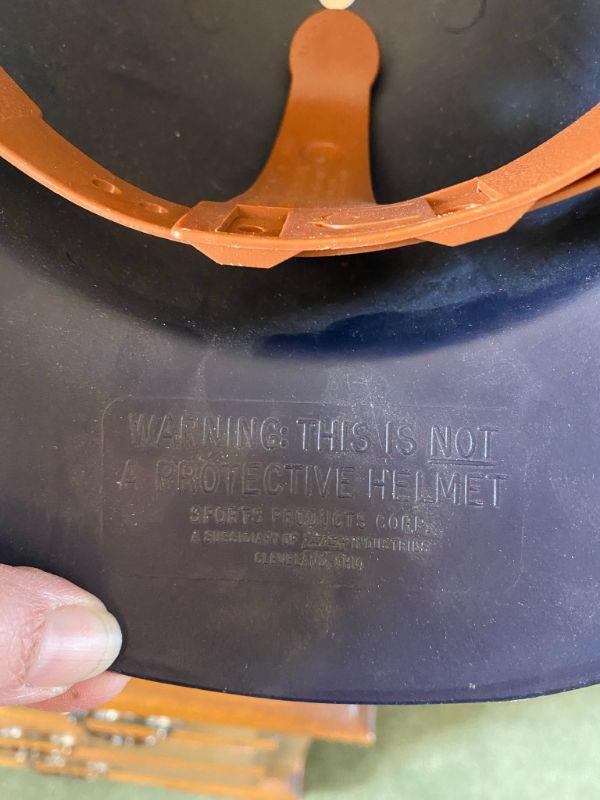 WARNING: THIS IS NOT
A PROTECTIVE HELMET
SPORTS PRODUCTS CORP.
A SUBSIDIARY OF INDUSTRIES
CLEVELAND, OHIO